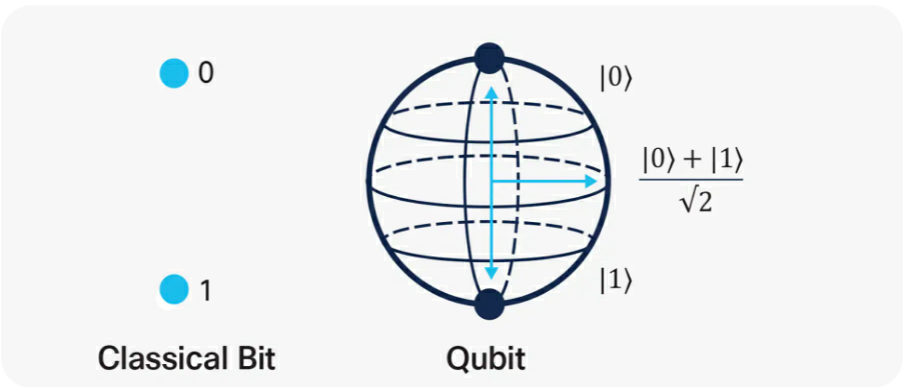 0
|0⟩
|0⟩ + |1⟩
√2
1
|1⟩
Classical Bit
Qubit